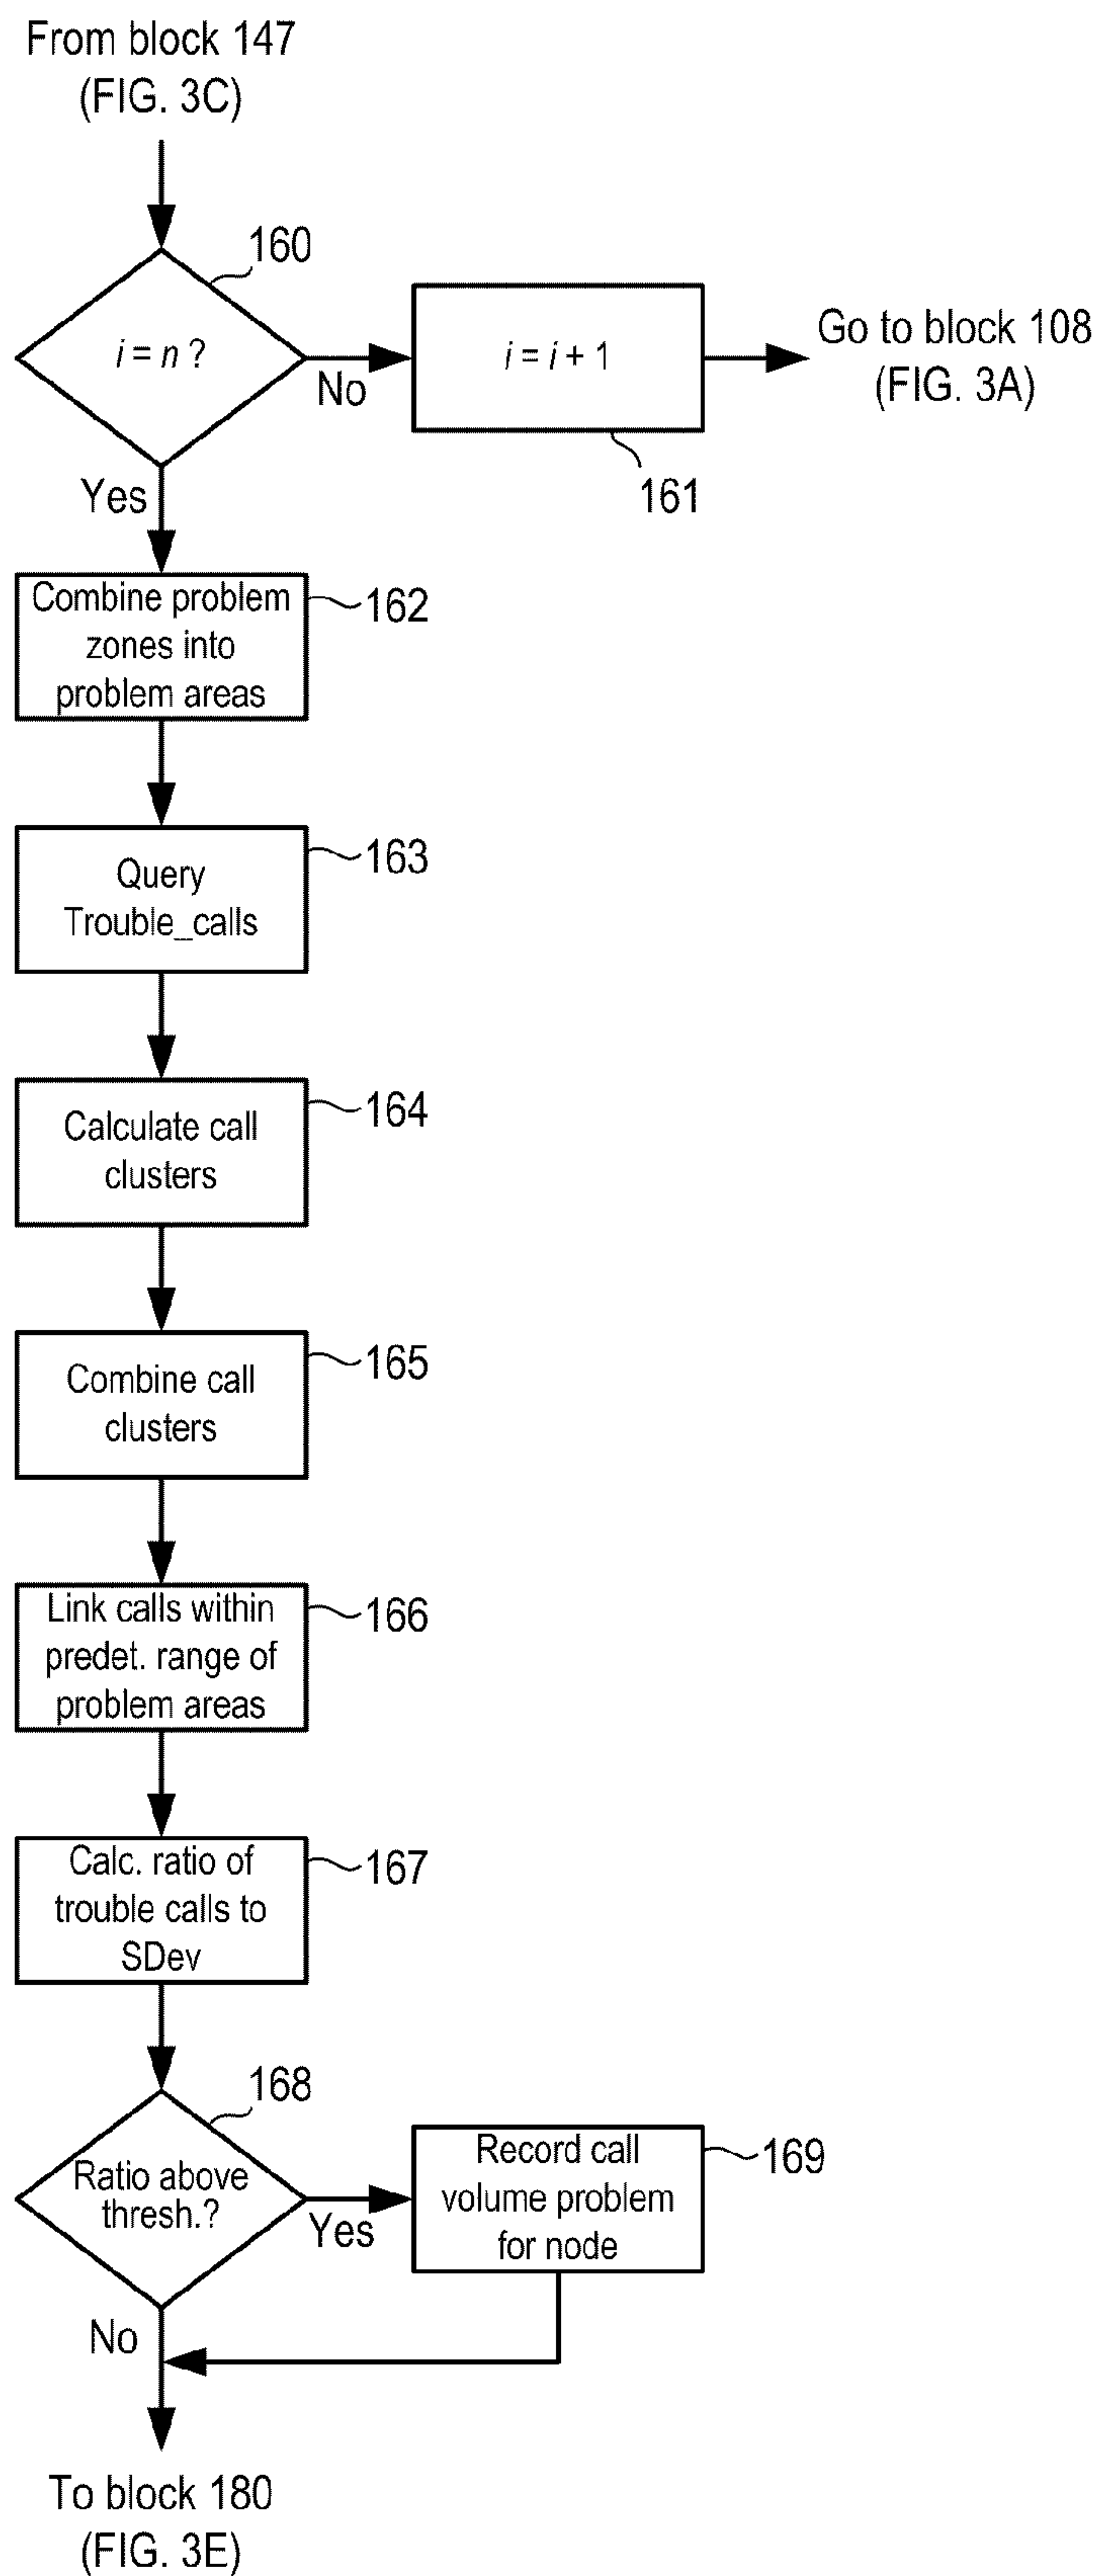 From block 147
(FIG. 3C)
160
i = n ?
No
i = i + 1
161
Go to block 108
(FIG. 3A)
Yes
Combine problem
zones into
problem areas
162
Query
Trouble_calls
163
Calculate call
clusters
164
Combine call
clusters
165
Link calls within
predet. range of
problem areas
166
Calc. ratio of
trouble calls to
SDev
167
168
Ratio above
thresh.?
Yes
Record call
volume problem
for node
169
No
To block 180
(FIG. 3E)